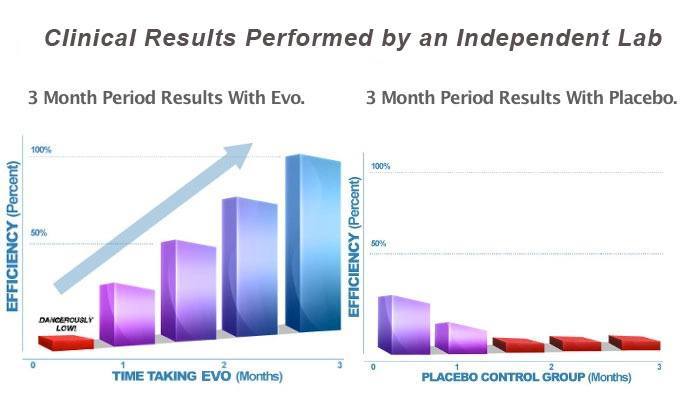 Clinical Results Performed by an Independent Lab
3 Month Period Results With Evo.
3 Month Period Results With Placebo.
EFFICIENCY (Percent)
100%
50%
DANGEROUSLY
LOW!
0 1 2 3
TIME TAKING EVO (Months)
EFFICIENCY (Percent)
100%
50%
0 1 2 3
PLACEBO CONTROL GROUP (Months)